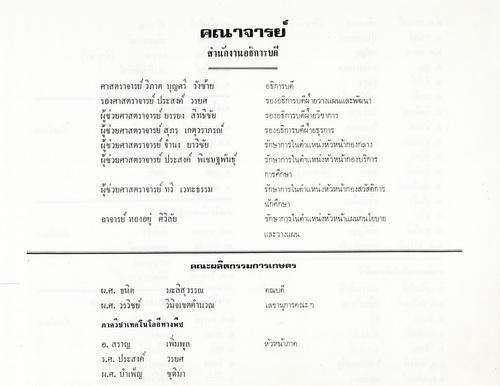 คณาจารย์
สำนักงานอธิการบดี
ศาสตราจารย์ วิภาต บุญศรี วังซ้าย อธิการบดี
รองศาสตราจารย์ ประสงค์ วรยศ รองอธิการบดีฝ่ายวางแผนและพัฒนา
ผู้ช่วยศาสตราจารย์ ยรรยง สิทธิชัย รองอธิการบดีฝ่ายวิชาการ
ผู้ช่วยศาสตราจารย์ สุภร เกตุวราภรณ์ รองอธิการบดีฝ่ายธุรการ
ผู้ช่วยศาสตราจารย์ จำนง ยาวิชัย รักษาการในตำแหน่งหัวหน้ากองกลาง
ผู้ช่วยศาสตราจารย์ ประสงค์ พิเชษฐพันธุ์ รักษาการในตำแหน่งหัวหน้ากองบริการ
การศึกษา
ผู้ช่วยศาสตราจารย์ ทวี เวทะธรรม รักษาการในตำแหน่งหัวหน้ากองสวัสดิการ
นักศึกษา
อาจารย์ ทองอยู่ ศิวิลัย รักษาการในตำแหน่งหัวหน้าแผนกนโยบาย
และวางแผน
คณะผลิตกรรมการเกษตร
ผ.ศ. ธนิต มะลิสุวรรณ คณบดี
ผ.ศ. วรวิชย์ วินิจเขตคำนวณ เลขานุการคณะ ฯ
ภาควิชาเทคโนโลยีทางพืช
อ. สราญ เพิ่มพูล หัวหน้าภาค
ร.ศ. ประสงค์ วรยศ
ผ.ศ. บำเพ็ญ ชุติมา